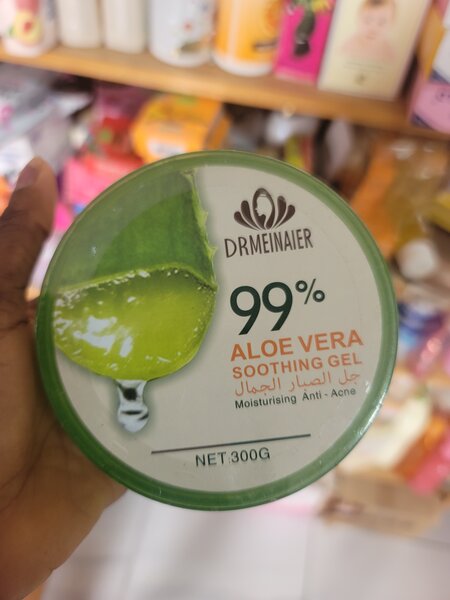 DRMEINAIER
99%
ALOE VERA
SOOTHING GEL
جل الصبار الجمال
Moisturising Anti - Acne
NET:300G